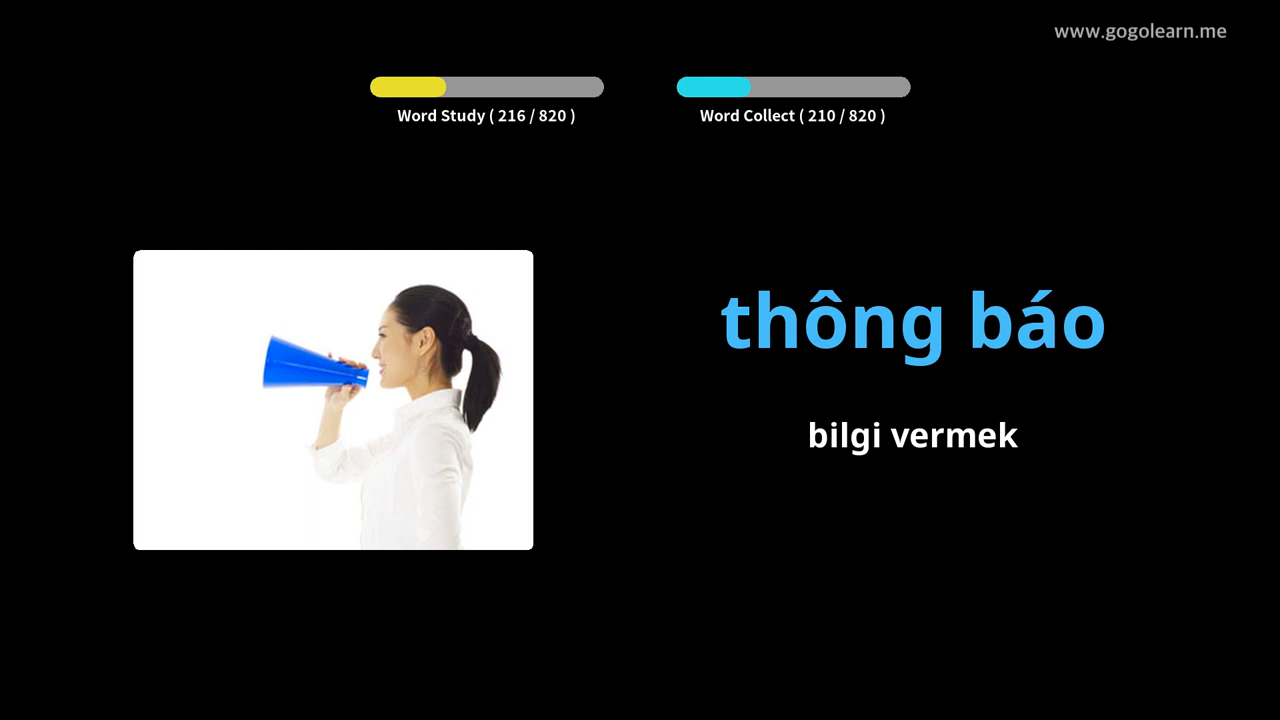 www.gogolearn.me
Word Study ( 216 / 820 )
Word Collect ( 210 / 820 )
thông báo
bilgi vermek